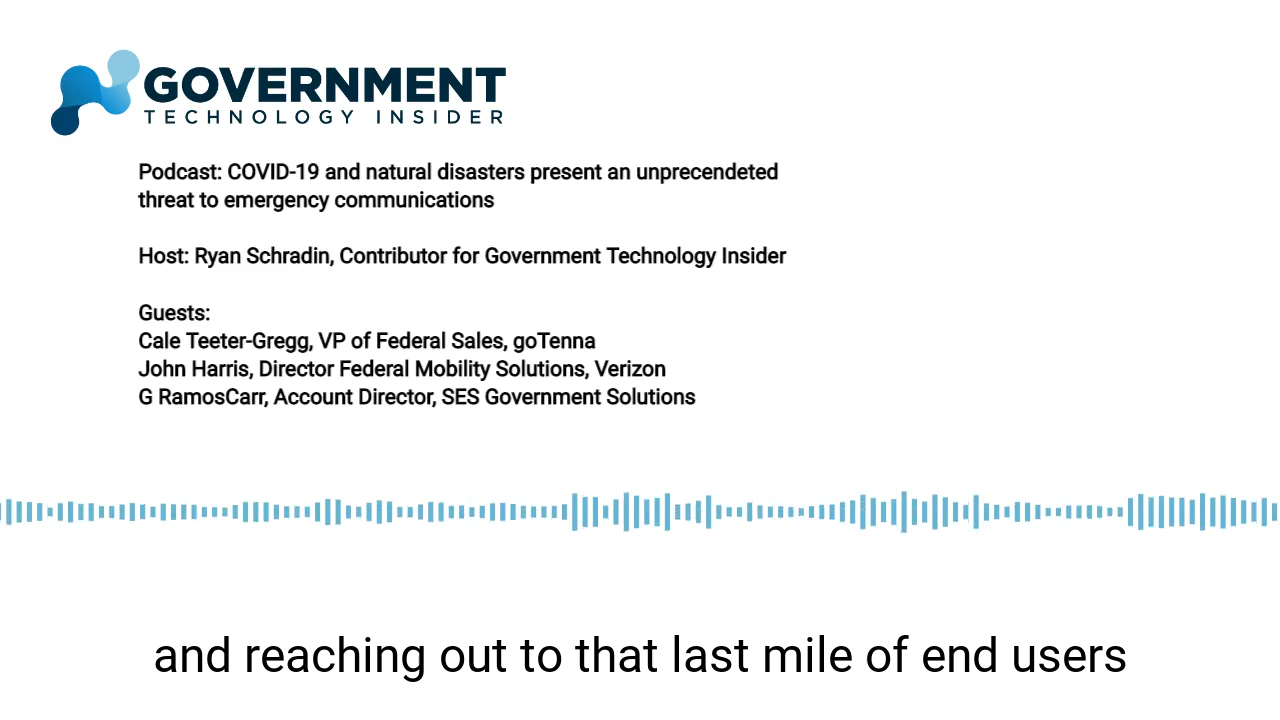 GOVERNMENT
TECHNOLOGY INSIDER
Podcast: COVID-19 and natural disasters present an unprecendeted
threat to emergency communications
Host: Ryan Schradin, Contributor for Government Technology Insider
Guests:
Cale Teeter-Gregg, VP of Federal Sales, goTenna
John Harris, Director Federal Mobility Solutions, Verizon
G RamosCarr, Account Director, SES Government Solutions
and reaching out to that last mile of end users